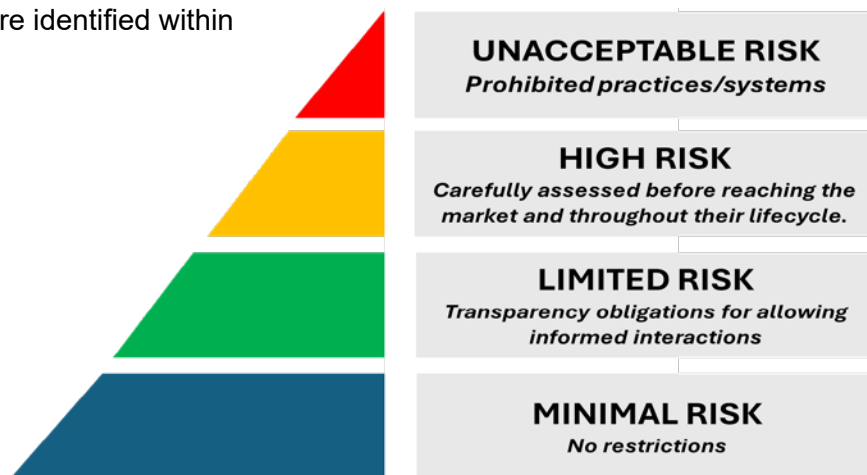 re identified within
UNACCEPTABLE RISK
Prohibited practices/systems
HIGH RISK
Carefully assessed before reaching the
market and throughout their lifecycle.
LIMITED RISK
Transparency obligations for allowing
informed interactions
MINIMAL RISK
No restrictions